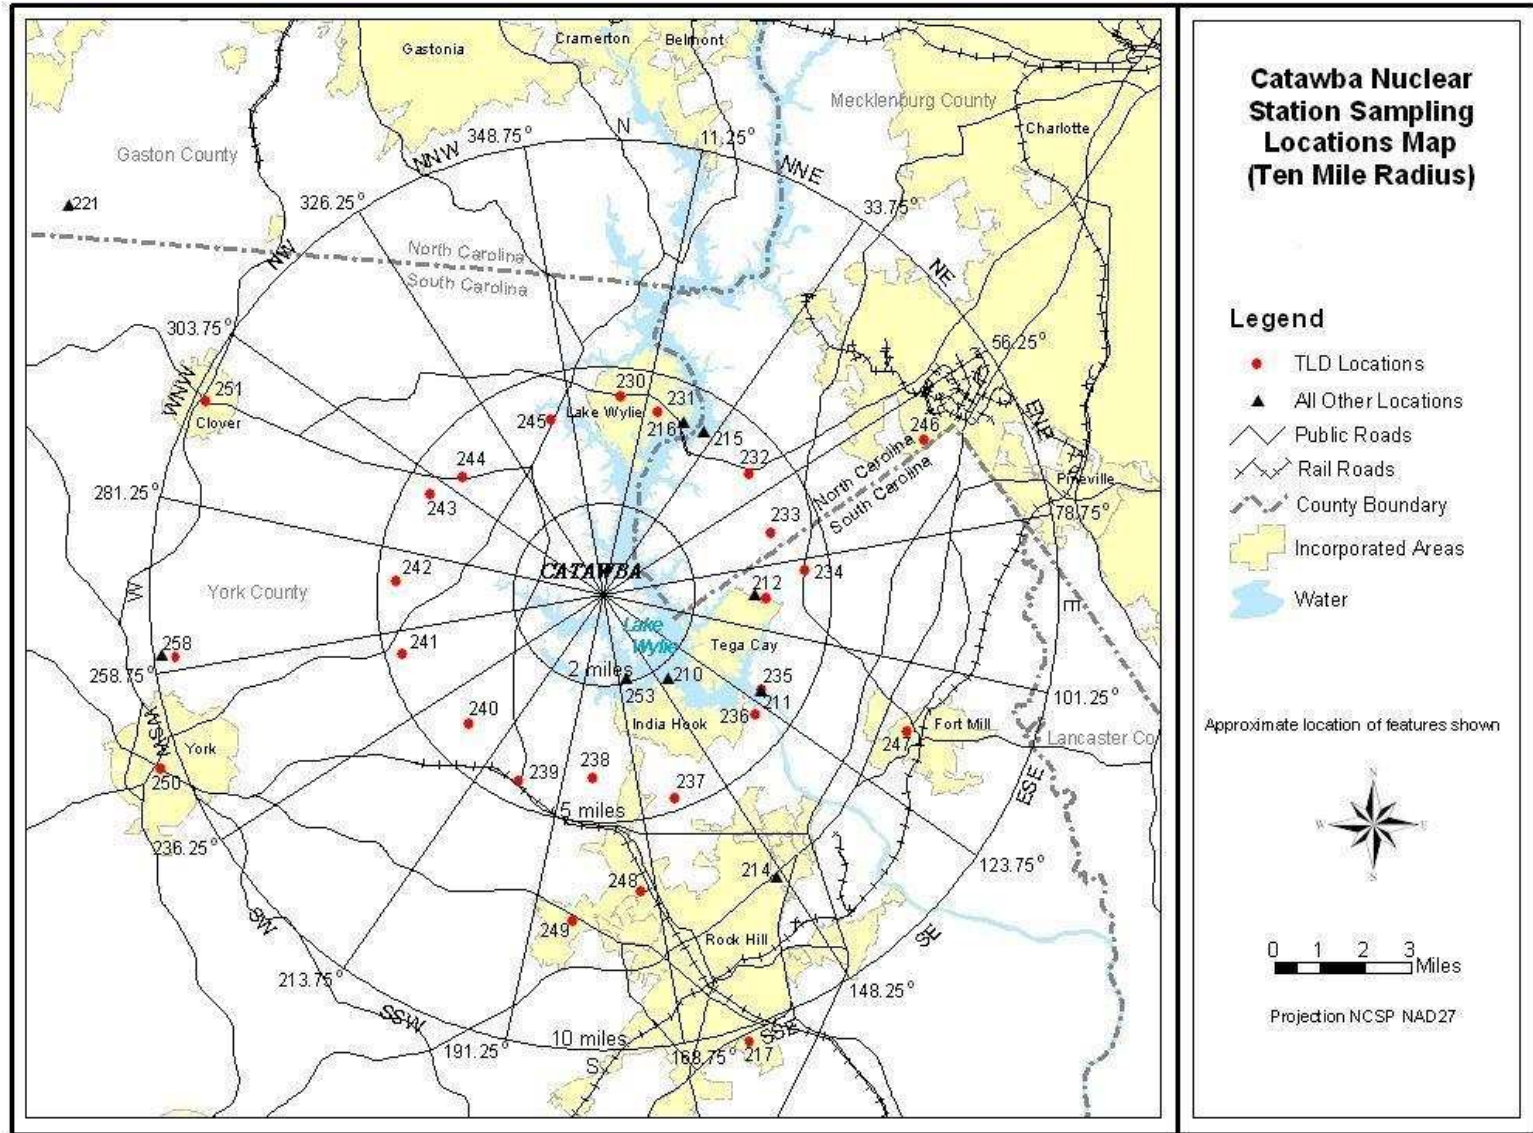 Cramerton
Belmont
Gastonia
Mecklenburg County
Charlotte
N
348.75°
11.25°
NNW
NNE
Gaston County
326.25°
33.75°
221
NW
North Carolina
South Carolina
NE
303.75°
56.25°
WNW
251
Clover
230
231
Lake Wylie
245
216
215
246
ENE
244
232
North Carolina
South Carolina
Pineville
281.25°
243
78.75°
233
CATAWBA
242
234
W
York County
212
E
Lake
Wylie
Tega Cay
241
258
258.75°
2 miles
210
235
101.25°
253
211
240
India Hook
236
Fort Mill
WSW
York
247
Lancaster Co
250
239
238
237
ESE
5 miles
236.25°
123.75°
214
248
SW
249
Rock Hill
SE
213.75°
148.25°
SSW
191.25°
10 miles
SSE
S
168.75°
217
Catawba Nuclear
Station Sampling
Locations Map
(Ten Mile Radius)
Legend
TLD Locations
All Other Locations
Public Roads
Rail Roads
County Boundary
Incorporated Areas
Water
Approximate location of features shown
N
W
E
S
0 1 2 3
Miles
Projection NCSP NAD27